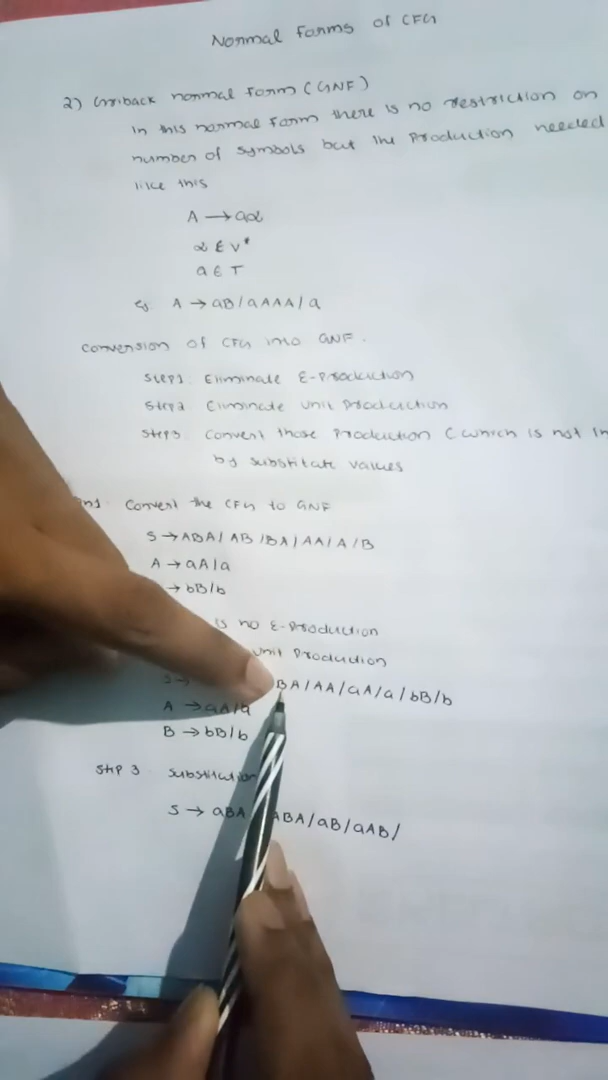 Normal Forms of CFG
2) Griback normal Form (GNF)
In this normal Form there is no restriction on
number of symbols but the Production needed
like this
A → aα
α ∈ V*
a ∈ T
eg. A → aB/aAAA/a
Conversion of CFG into GNF.
Step1: Eliminate ε-Production
Step2: Eliminate unit Production
Step3: Convert those Production (which is not in
by substitute values
Convert the CFG to GNF
S → ABA/AB/BA/AA/A/B
A → aA/a
→ bB/b
is no ε-Production
unit Production
S → BA/AA/aA/a/bB/b
A → aA/a
B → bB/b
Step 3 substitution
S → aBA ABA/aB/aAB/